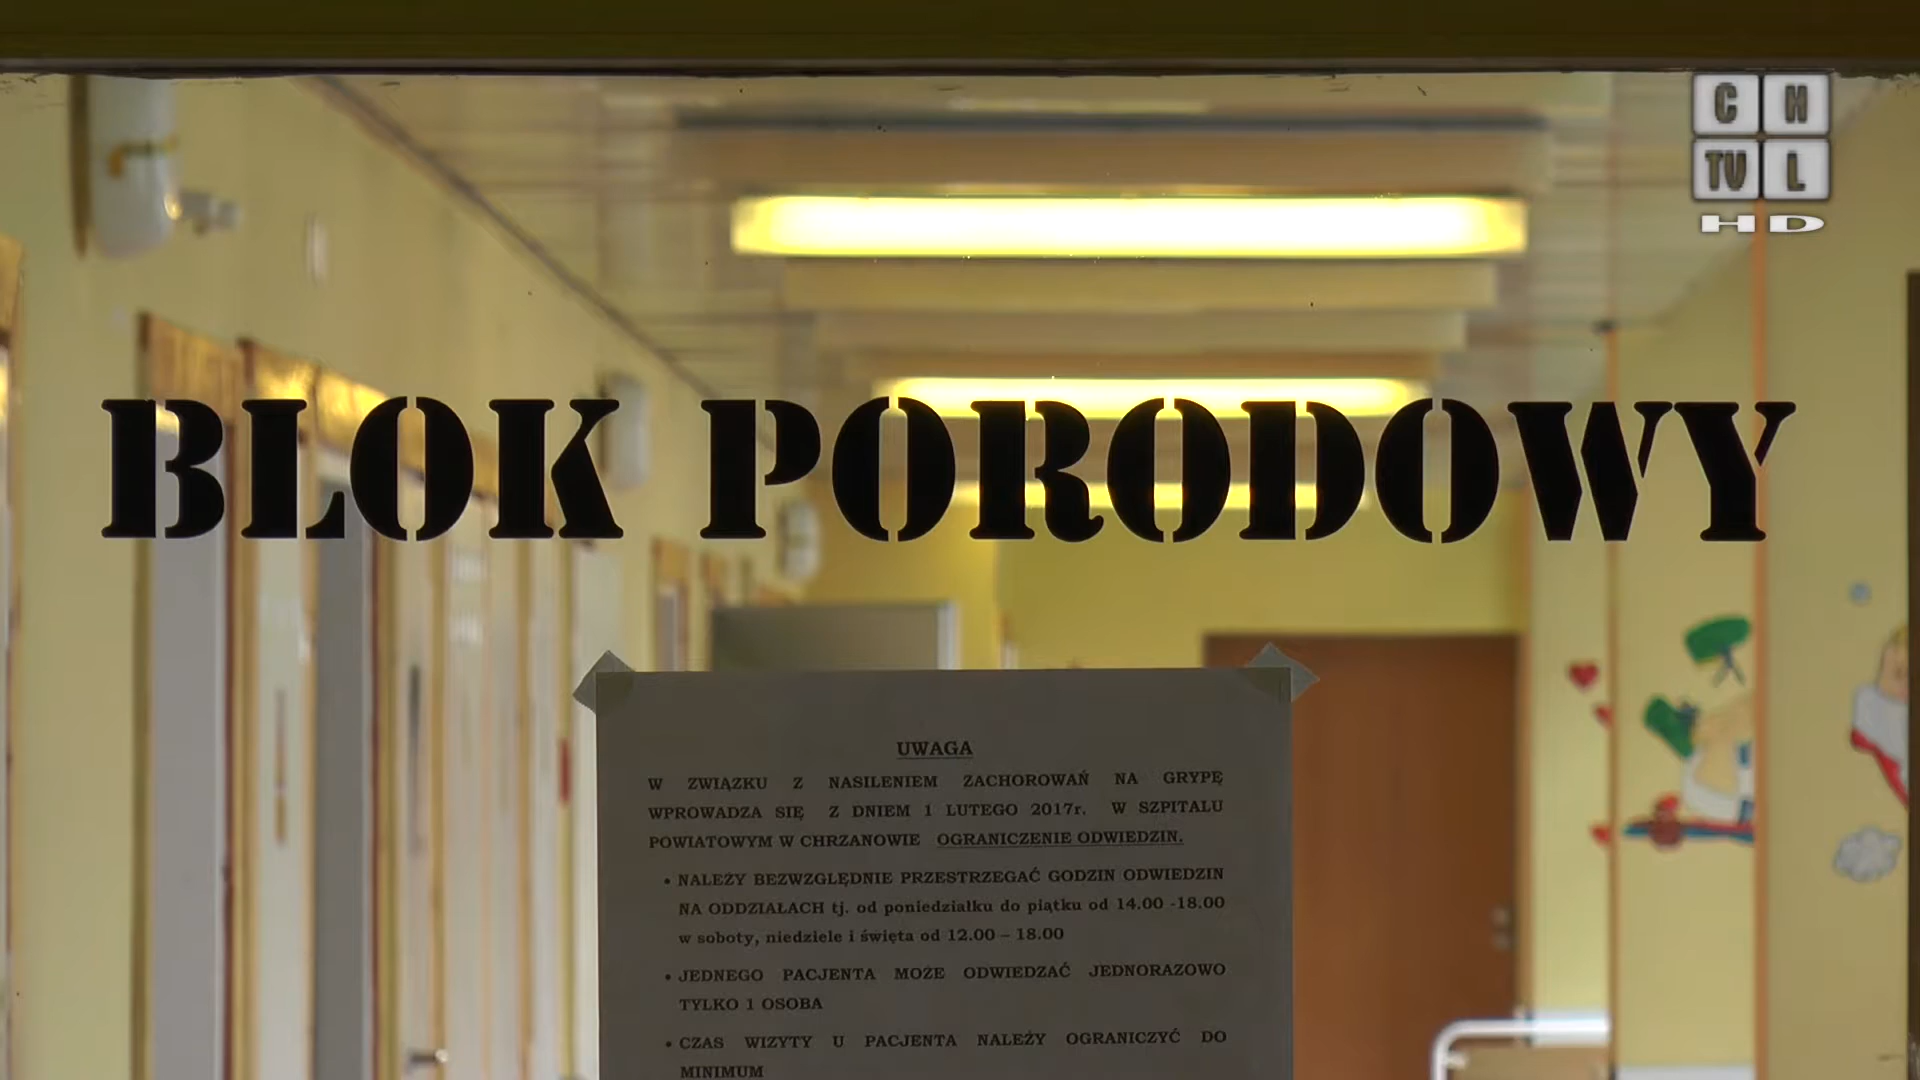 C H
TV L
HD
BLOK PORODOWY
UWAGA
W ZWIĄZKU Z NASILENIEM ZACHOROWAŃ NA GRYPĘ
WPROWADZA SIĘ Z DNIEM 1 LUTEGO 2017r. W SZPITALU
POWIATOWYM W CHRZANOWIE OGRANICZENIE ODWIEDZIN.
• NALEŻY BEZWZGLĘDNIE PRZESTRZEGAĆ GODZIN ODWIEDZIN
NA ODDZIAŁACH tj. od poniedziałku do piątku od 14.00 -18.00
w soboty, niedziele i święta od 12.00 – 18.00
• JEDNEGO PACJENTA MOŻE ODWIEDZAĆ JEDNORAZOWO
TYLKO 1 OSOBA
• CZAS WIZYTY U PACJENTA NALEŻY OGRANICZYĆ DO
MINIMUM